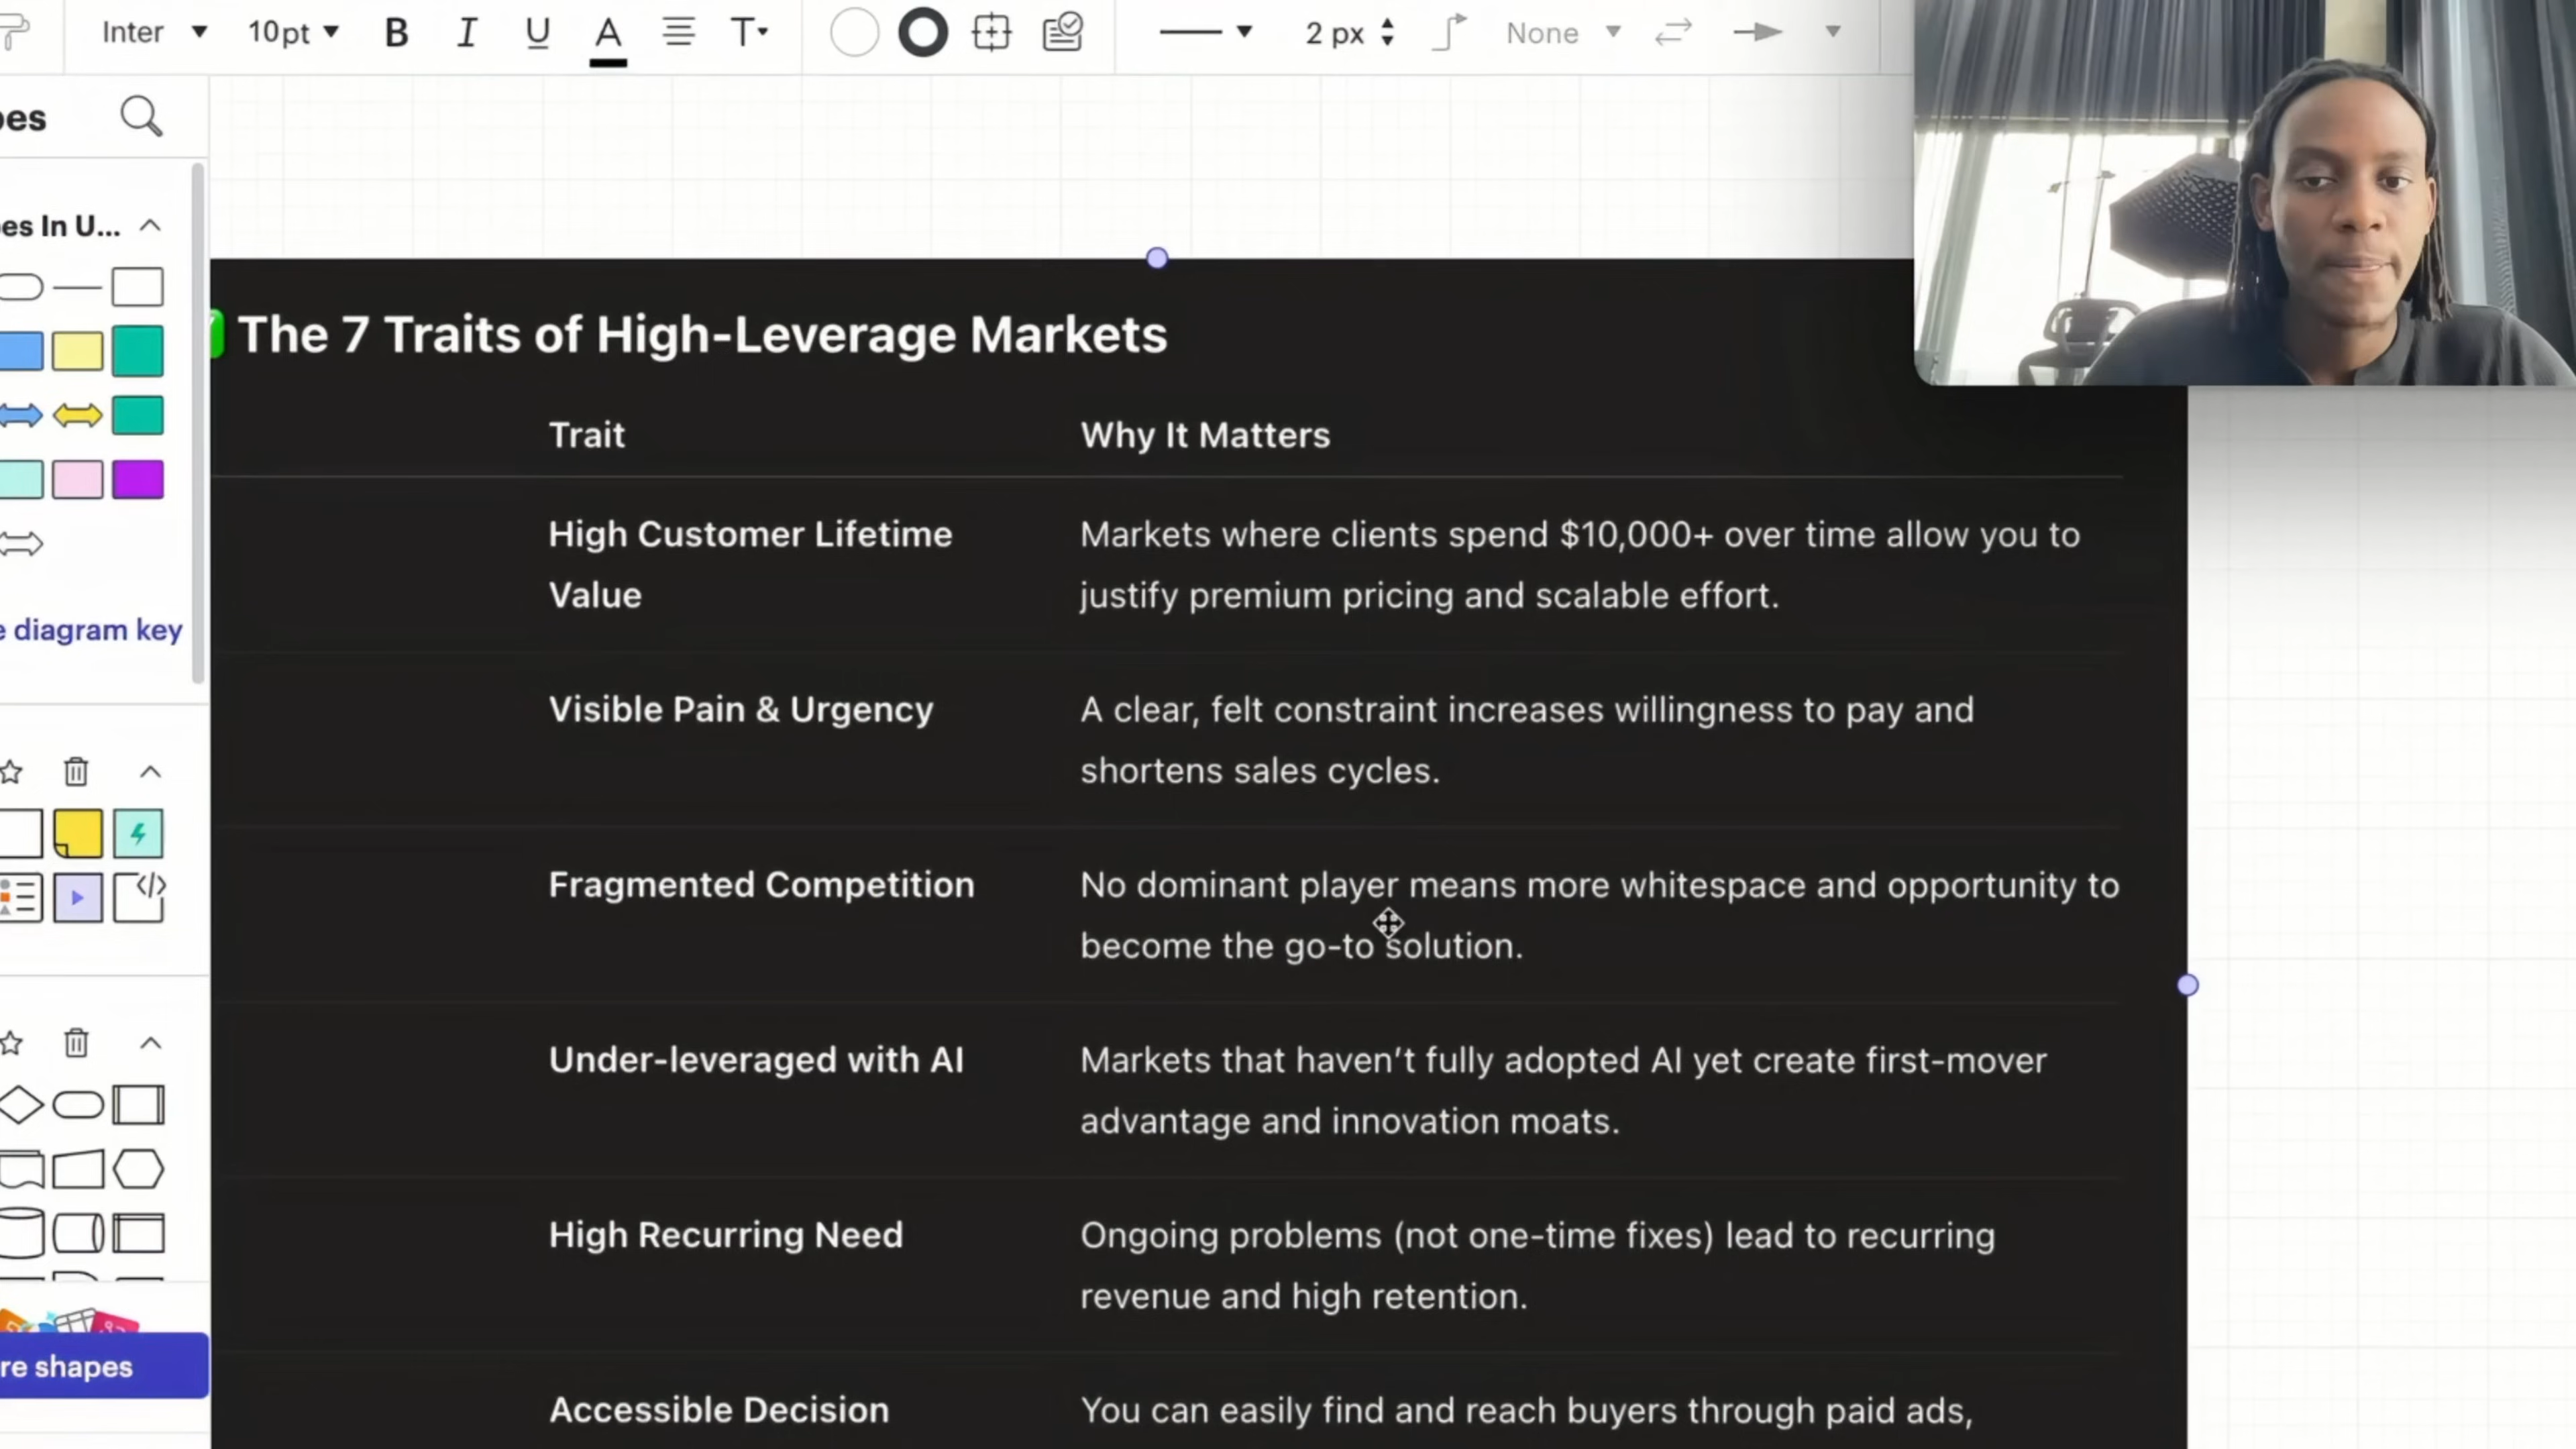 Inter 10pt B I U A T 2 px None
es In U...
e diagram key
re shapes
The 7 Traits of High-Leverage Markets
Trait Why It Matters
High Customer Lifetime Value
Markets where clients spend $10,000+ over time allow you to
justify premium pricing and scalable effort.
Visible Pain & Urgency
A clear, felt constraint increases willingness to pay and
shortens sales cycles.
Fragmented Competition
No dominant player means more whitespace and opportunity to
become the go-to solution.
Under-leveraged with AI
Markets that haven’t fully adopted AI yet create first-mover
advantage and innovation moats.
High Recurring Need
Ongoing problems (not one-time fixes) lead to recurring
revenue and high retention.
Accessible Decision
You can easily find and reach buyers through paid ads,